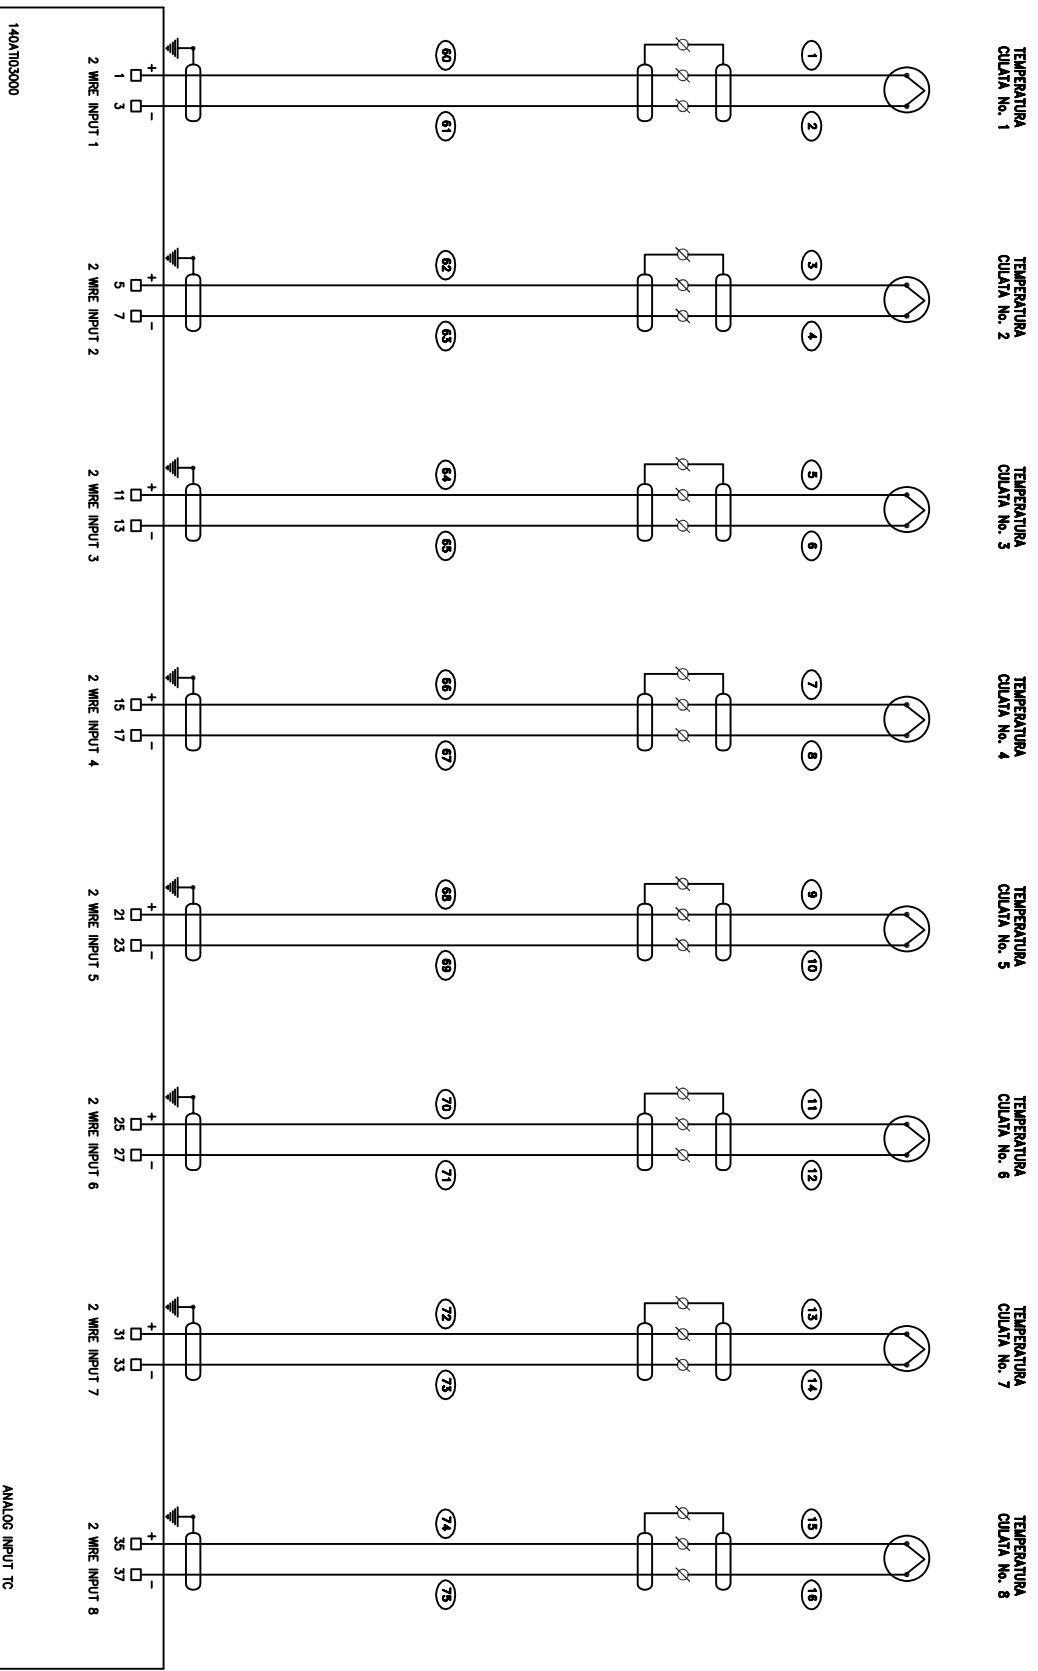 TEMPERATURA
CULATA No. 1
TEMPERATURA
CULATA No. 2
TEMPERATURA
CULATA No. 3
TEMPERATURA
CULATA No. 4
TEMPERATURA
CULATA No. 5
TEMPERATURA
CULATA No. 6
TEMPERATURA
CULATA No. 7
TEMPERATURA
CULATA No. 8
1
2
3
4
5
6
7
8
9
10
11
12
13
14
15
16
60
61
62
63
64
65
66
67
68
69
70
71
72
73
74
75
+ −
+ −
+ −
+ −
+ −
+ −
+ −
+ −
1 3
5 7
11 13
15 17
21 23
25 27
31 33
35 37
2 WIRE INPUT 1
2 WIRE INPUT 2
2 WIRE INPUT 3
2 WIRE INPUT 4
2 WIRE INPUT 5
2 WIRE INPUT 6
2 WIRE INPUT 7
2 WIRE INPUT 8
140ATI03000
ANALOG INPUT TC